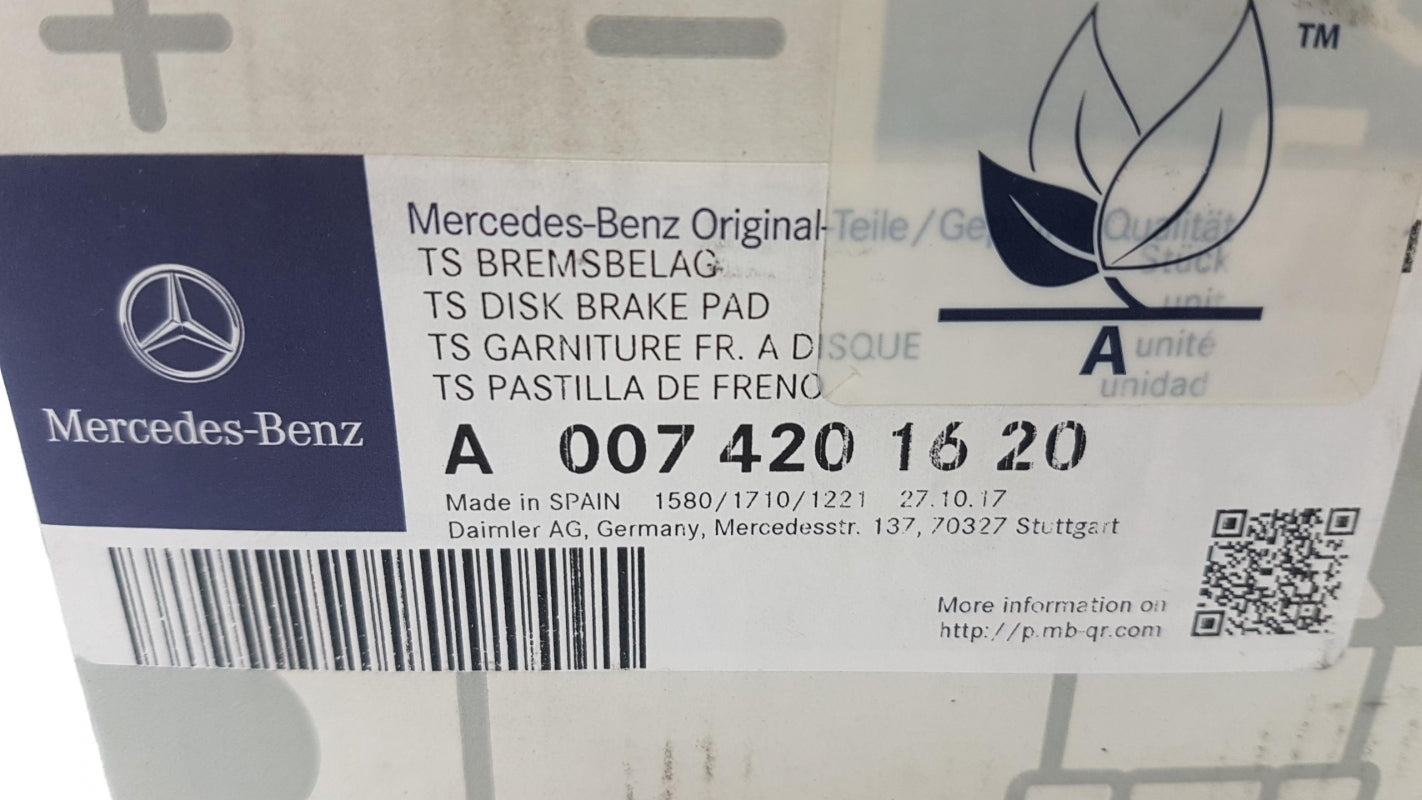 TM
Mercedes-Benz Original-Teile/Ge Qualität
TS BREMSBELAG Stück
TS DISK BRAKE PAD unit
TS GARNITURE FR. A DISQUE unité
TS PASTILLA DE FRENO unidad
A
Mercedes-Benz
A 007 420 16 20
Made in SPAIN 1580/1710/1221 27.10.17
Daimler AG, Germany, Mercedesstr. 137, 70327 Stuttgart
More information on
http://p.mb-qr.com